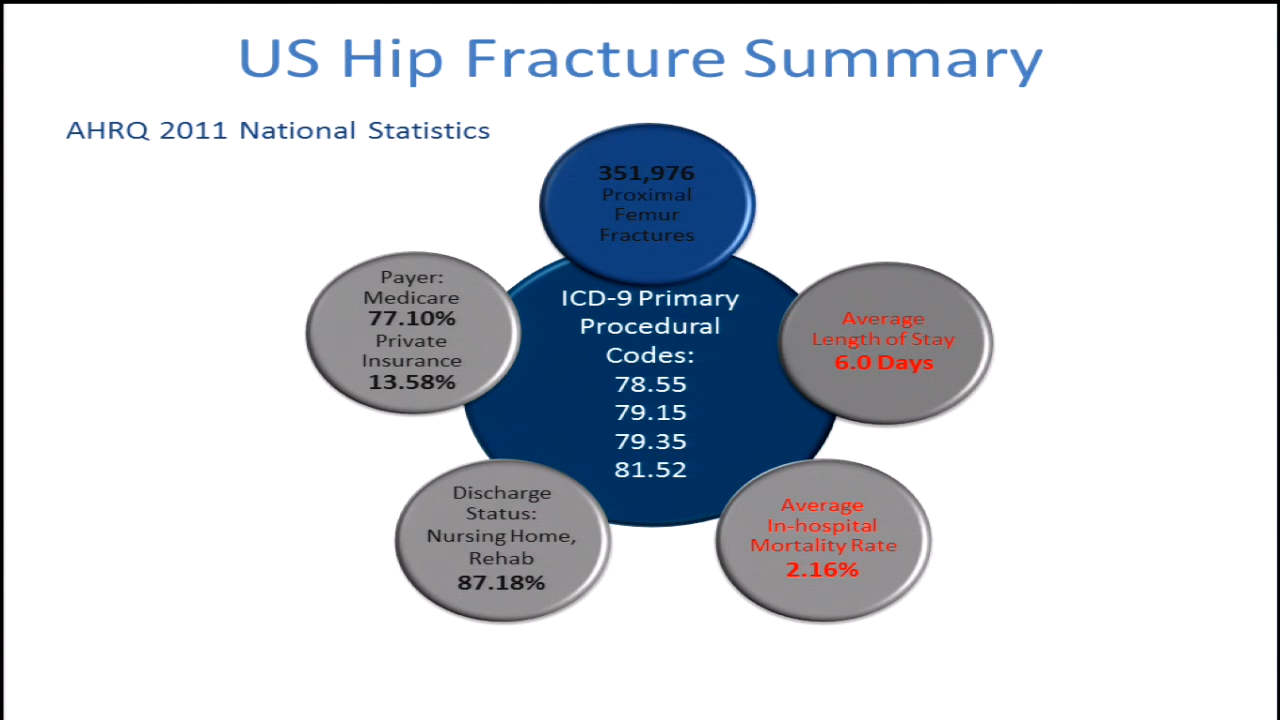 US Hip Fracture Summary
AHRQ 2011 National Statistics
351,976
Proximal
Femur
Fractures
Payer:
Medicare
77.10%
Private
Insurance
13.58%
ICD-9 Primary
Procedural
Codes:
78.55
79.15
79.35
81.52
Average
Length of Stay
6.0 Days
Discharge
Status:
Nursing Home,
Rehab
87.18%
Average
In-hospital
Mortality Rate
2.16%